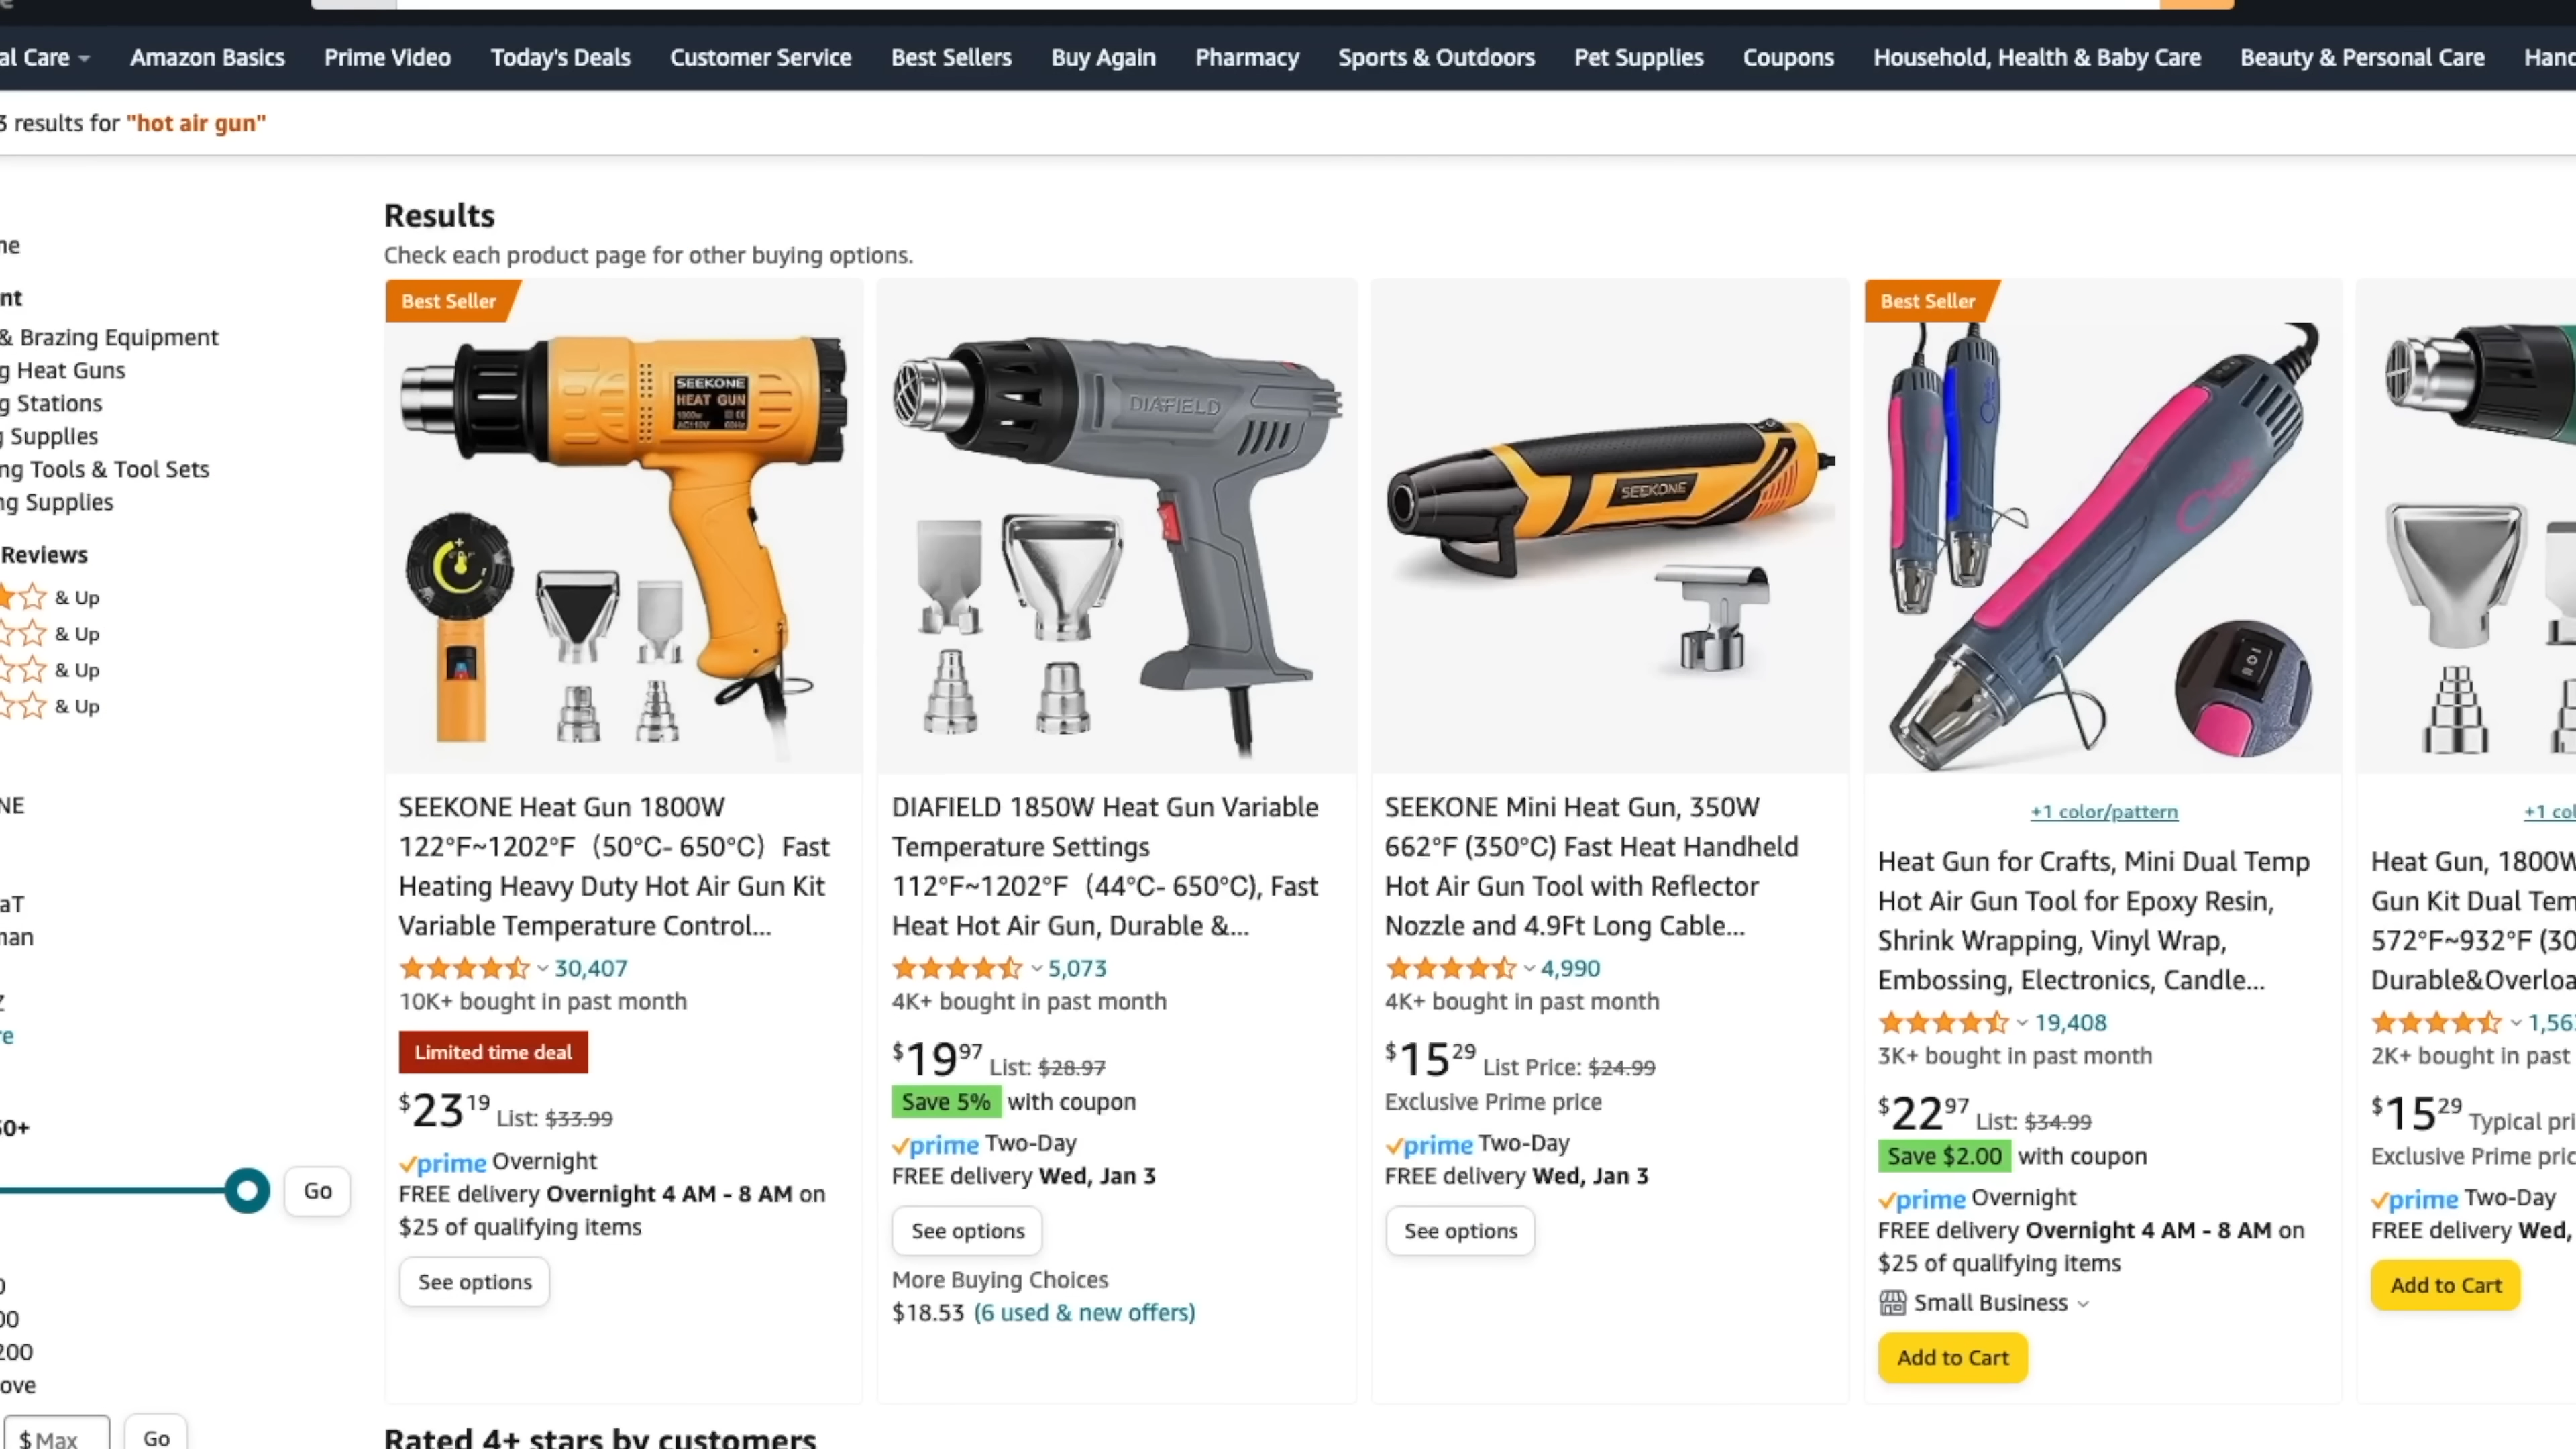 al Care
Amazon Basics
Prime Video
Today's Deals
Customer Service
Best Sellers
Buy Again
Pharmacy
Sports & Outdoors
Pet Supplies
Coupons
Household, Health & Baby Care
Beauty & Personal Care
3 results for "hot air gun"
& Brazing Equipment
g Heat Guns
g Stations
g Supplies
ng Tools & Tool Sets
ng Supplies
Reviews
& Up
& Up
& Up
& Up
Go
$ Max
Go
Results
Check each product page for other buying options.
Best Seller
SEEKONE
HEAT GUN
SEEKONE Heat Gun 1800W
122°F~1202°F（50°C- 650°C）Fast
Heating Heavy Duty Hot Air Gun Kit
Variable Temperature Control...
30,407
10K+ bought in past month
Limited time deal
$23.19 List: $33.99
prime Overnight
FREE delivery Overnight 4 AM - 8 AM on
$25 of qualifying items
See options
DIAFIELD
DIAFIELD 1850W Heat Gun Variable
Temperature Settings
112°F~1202°F（44°C- 650°C), Fast
Heat Hot Air Gun, Durable &...
5,073
4K+ bought in past month
$19.97 List: $28.97
Save 5% with coupon
prime Two-Day
FREE delivery Wed, Jan 3
See options
More Buying Choices
$18.53 (6 used & new offers)
SEEKONE
SEEKONE Mini Heat Gun, 350W
662°F (350°C) Fast Heat Handheld
Hot Air Gun Tool with Reflector
Nozzle and 4.9Ft Long Cable...
4,990
4K+ bought in past month
$15.29 List Price: $24.99
Exclusive Prime price
prime Two-Day
FREE delivery Wed, Jan 3
See options
Best Seller
+1 color/pattern
Heat Gun for Crafts, Mini Dual Temp
Hot Air Gun Tool for Epoxy Resin,
Shrink Wrapping, Vinyl Wrap,
Embossing, Electronics, Candle...
19,408
3K+ bought in past month
$22.97 List: $34.99
Save $2.00 with coupon
prime Overnight
FREE delivery Overnight 4 AM - 8 AM on
$25 of qualifying items
Small Business
Add to Cart
+1 col
Heat Gun, 1800W
Gun Kit Dual Tem
572°F~932°F (30
Durable&Overloa
1,56
2K+ bought in past
$15.29 Typical pri
Exclusive Prime pric
prime Two-Day
FREE delivery Wed,
Add to Cart
Rated 4+ stars by customers